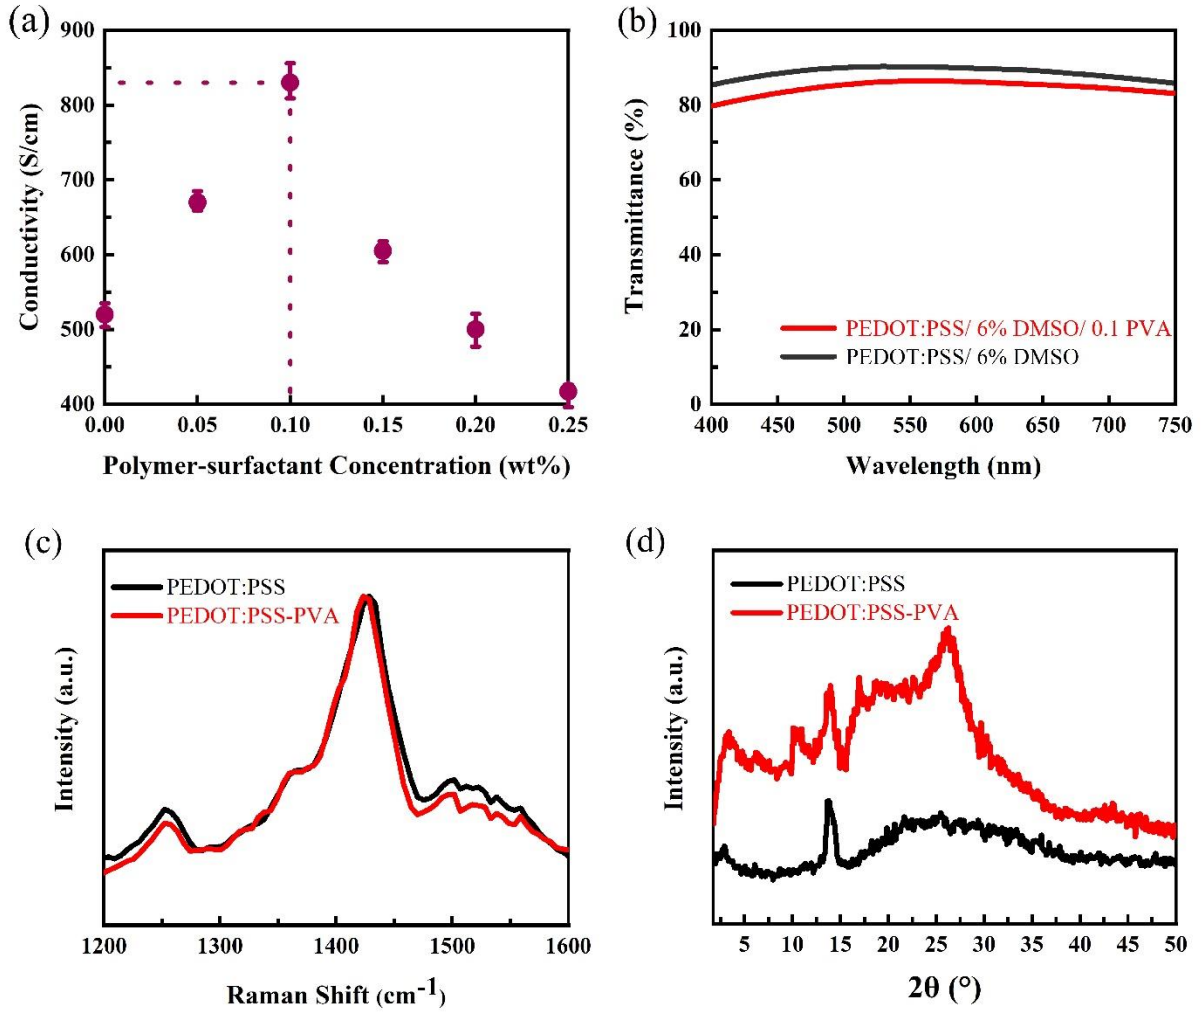 (a)
900
800
700
600
500
400
Conductivity (S/cm)
0.00 0.05 0.10 0.15 0.20 0.25
Polymer-surfactant Concentration (wt%)
(b)
100
80
60
40
20
0
Transmittance (%)
PEDOT:PSS/ 6% DMSO/ 0.1 PVA
PEDOT:PSS/ 6% DMSO
400 450 500 550 600 650 700 750
Wavelength (nm)
(c)
PEDOT:PSS
PEDOT:PSS-PVA
Intensity (a.u.)
1200 1300 1400 1500 1600
Raman Shift (cm-1)
(d)
PEDOT:PSS
PEDOT:PSS-PVA
Intensity (a.u.)
5 10 15 20 25 30 35 40 45 50
2θ (°)